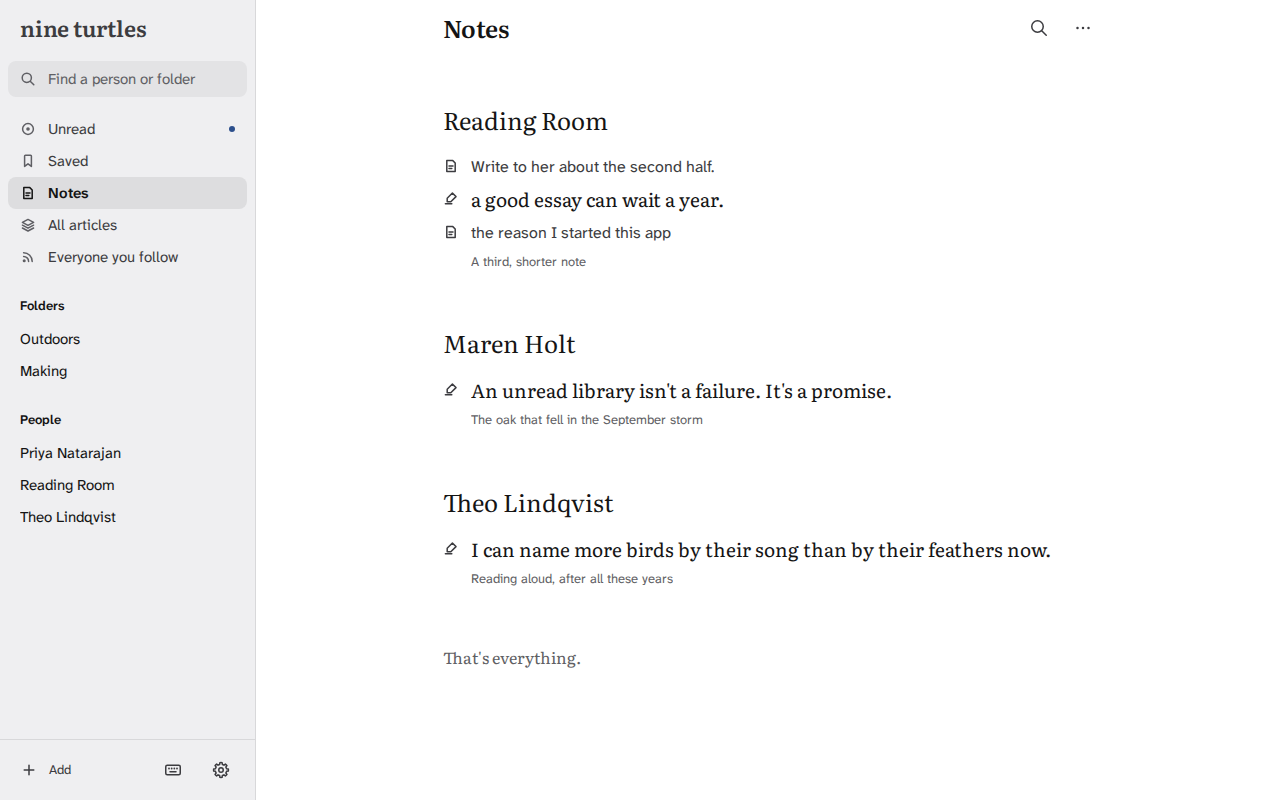 nine turtles
Find a person or folder
Unread
Saved
Notes
All articles
Everyone you follow
Folders
Outdoors
Making
People
Priya Natarajan
Reading Room
Theo Lindqvist
Add
Notes
Reading Room
Write to her about the second half.
a good essay can wait a year.
the reason I started this app
A third, shorter note
Maren Holt
An unread library isn't a failure. It's a promise.
The oak that fell in the September storm
Theo Lindqvist
I can name more birds by their song than by their feathers now.
Reading aloud, after all these years
That's everything.